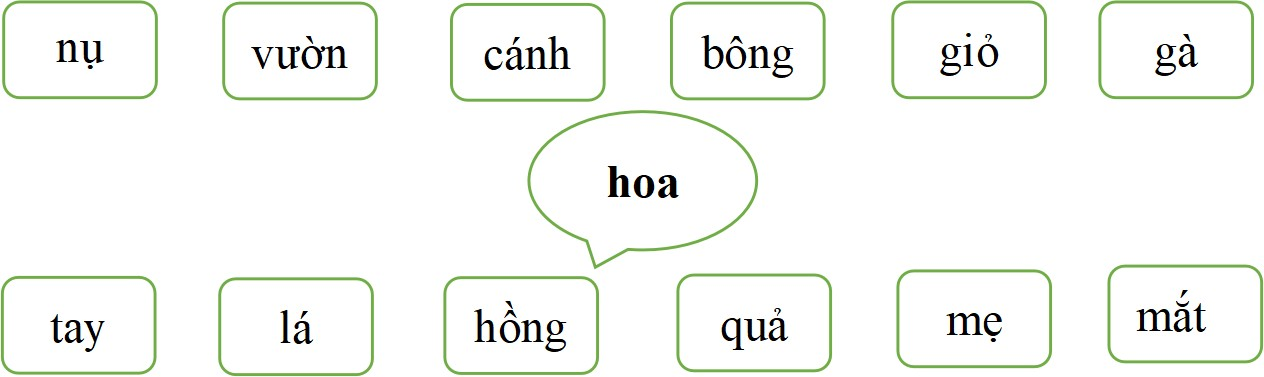 nụ vườn cánh bông giỏ gà
hoa
tay lá hồng quả mẹ mắt